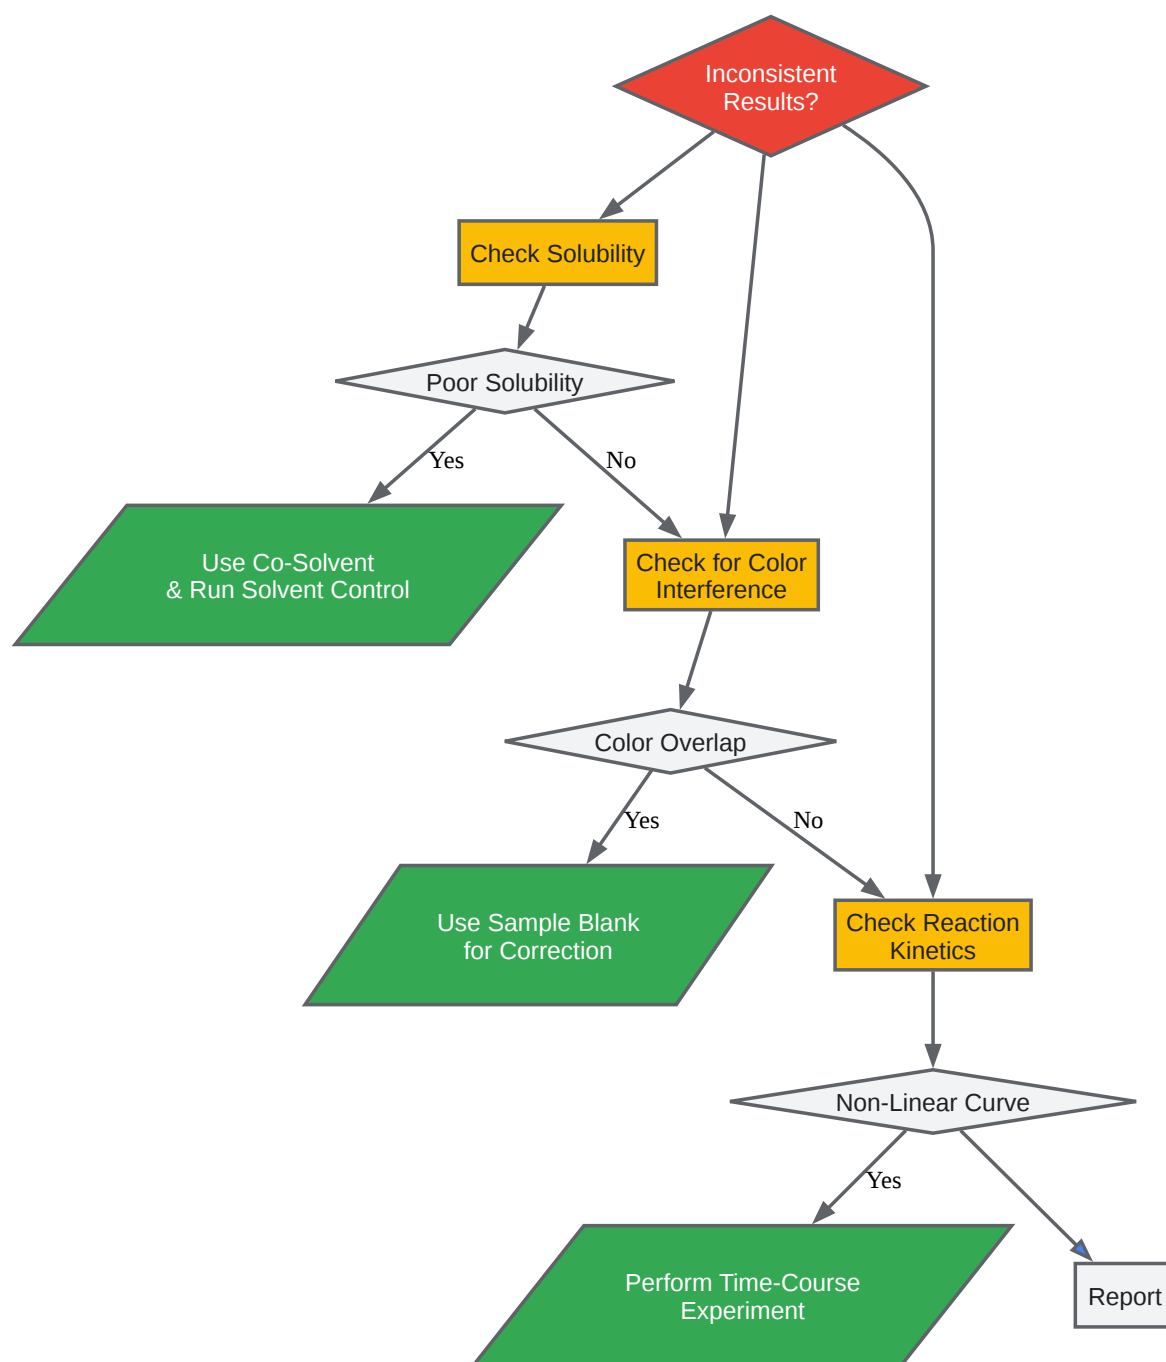 Inconsistent
Results?
Check Solubility
Poor Solubility
Yes
No
Use Co-Solvent
& Run Solvent Control
Check for Color
Interference
Color Overlap
Yes
No
Use Sample Blank
for Correction
Check Reaction
Kinetics
Non-Linear Curve
Yes
Perform Time-Course
Experiment
Report